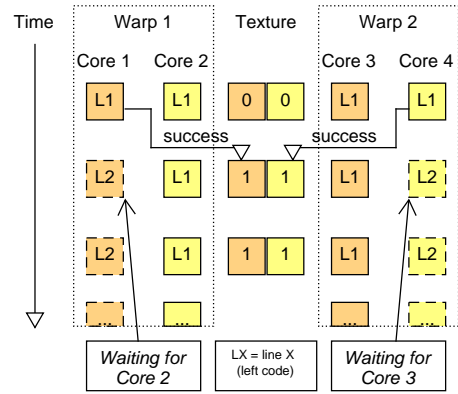 Time Warp 1 Texture Warp 2
Core 1 Core 2 Core 3 Core 4
L1 L1 0 0 L1 L1
success success
L2 L1 1 1 L1 L2
L2 L1 1 1 L1 L2
... ... ... ...
Waiting for
Core 2
LX = line X
(left code)
Waiting for
Core 3